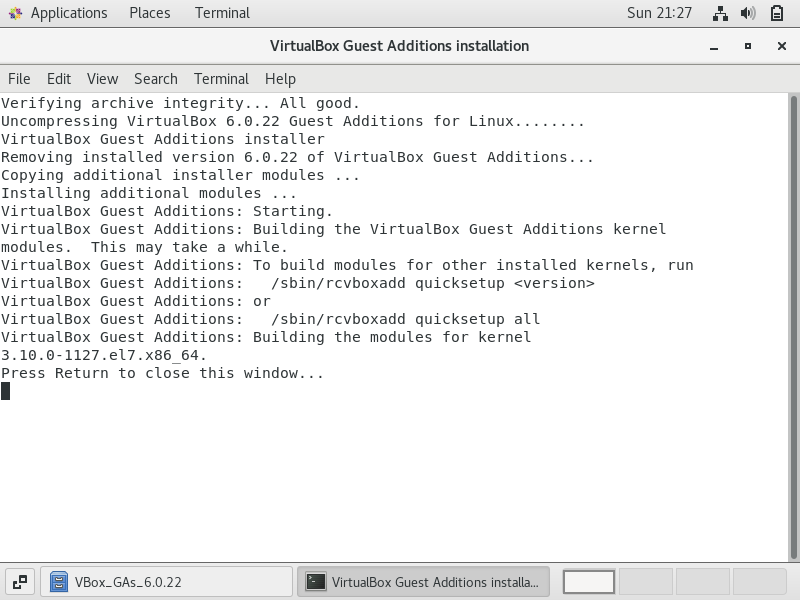 Applications Places Terminal Sun 21:27
VirtualBox Guest Additions installation
File Edit View Search Terminal Help
Verifying archive integrity... All good.
Uncompressing VirtualBox 6.0.22 Guest Additions for Linux........
VirtualBox Guest Additions installer
Removing installed version 6.0.22 of VirtualBox Guest Additions...
Copying additional installer modules ...
Installing additional modules ...
VirtualBox Guest Additions: Starting.
VirtualBox Guest Additions: Building the VirtualBox Guest Additions kernel
modules.  This may take a while.
VirtualBox Guest Additions: To build modules for other installed kernels, run
VirtualBox Guest Additions:   /sbin/rcvboxadd quicksetup <version>
VirtualBox Guest Additions: or
VirtualBox Guest Additions:   /sbin/rcvboxadd quicksetup all
VirtualBox Guest Additions: Building the modules for kernel
3.10.0-1127.el7.x86_64.
Press Return to close this window...
VBox_GAs_6.0.22 VirtualBox Guest Additions installa...